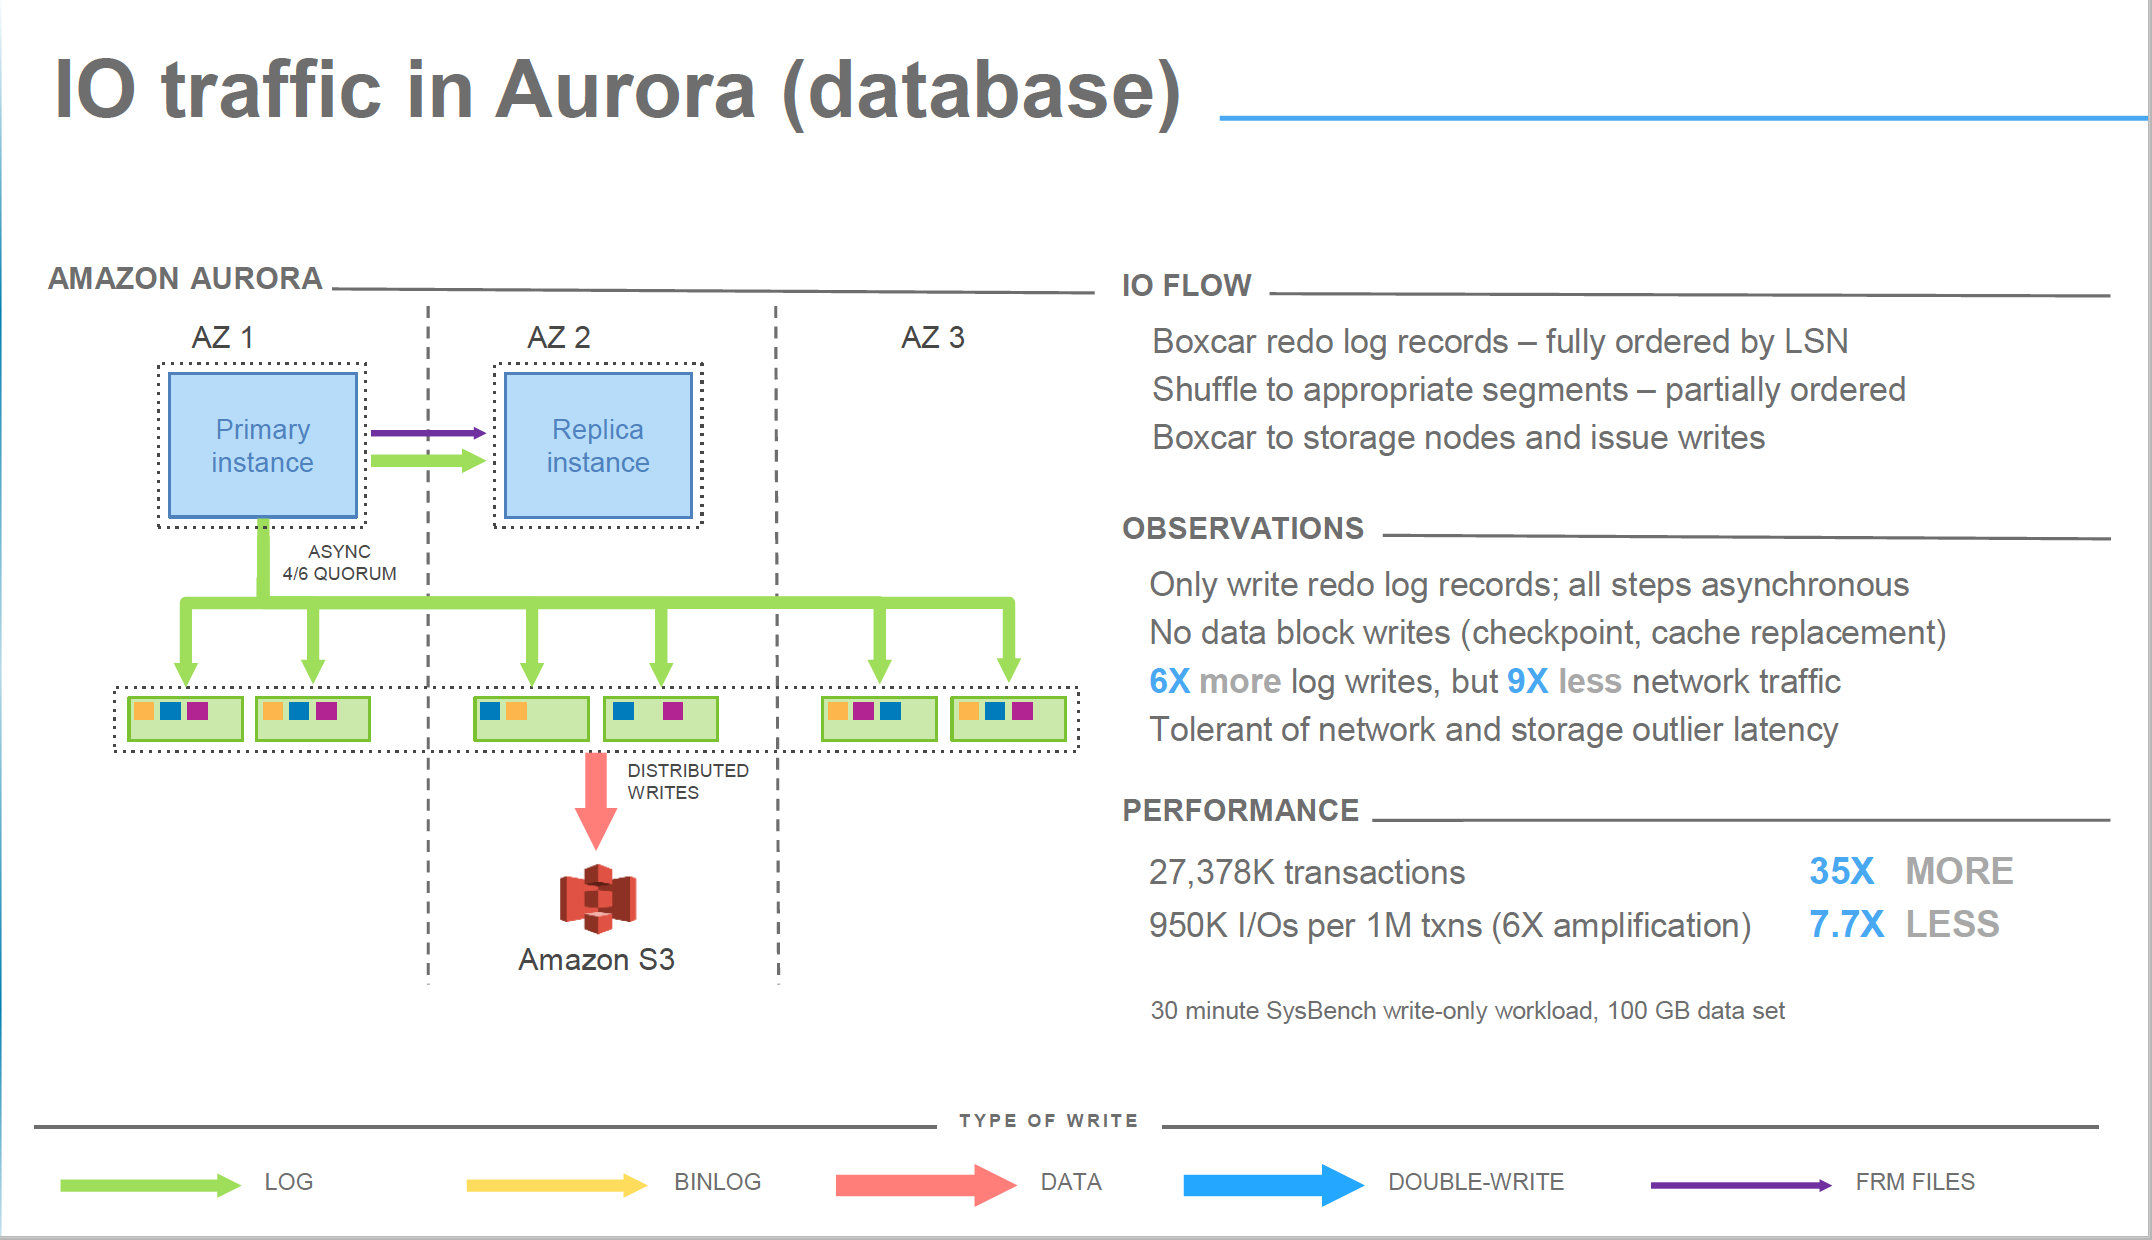 IO traffic in Aurora (database)
AMAZON AURORA
AZ 1
AZ 2
AZ 3
Primary
instance
Replica
instance
ASYNC
4/6 QUORUM
DISTRIBUTED
WRITES
Amazon S3
IO FLOW
Boxcar redo log records – fully ordered by LSN
Shuffle to appropriate segments – partially ordered
Boxcar to storage nodes and issue writes
OBSERVATIONS
Only write redo log records; all steps asynchronous
No data block writes (checkpoint, cache replacement)
6X more log writes, but 9X less network traffic
Tolerant of network and storage outlier latency
PERFORMANCE
27,378K transactions 35X MORE
950K I/Os per 1M txns (6X amplification) 7.7X LESS
30 minute SysBench write-only workload, 100 GB data set
TYPE OF WRITE
LOG
BINLOG
DATA
DOUBLE-WRITE
FRM FILES